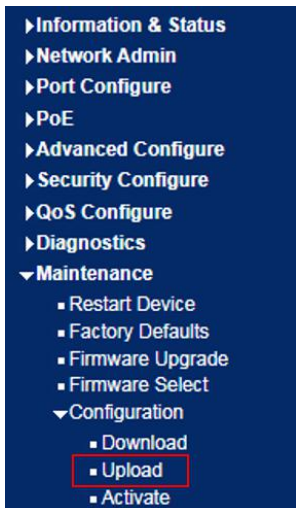 Information & Status
Network Admin
Port Configure
PoE
Advanced Configure
Security Configure
QoS Configure
Diagnostics
Maintenance
Restart Device
Factory Defaults
Firmware Upgrade
Firmware Select
Configuration
Download
Upload
Activate